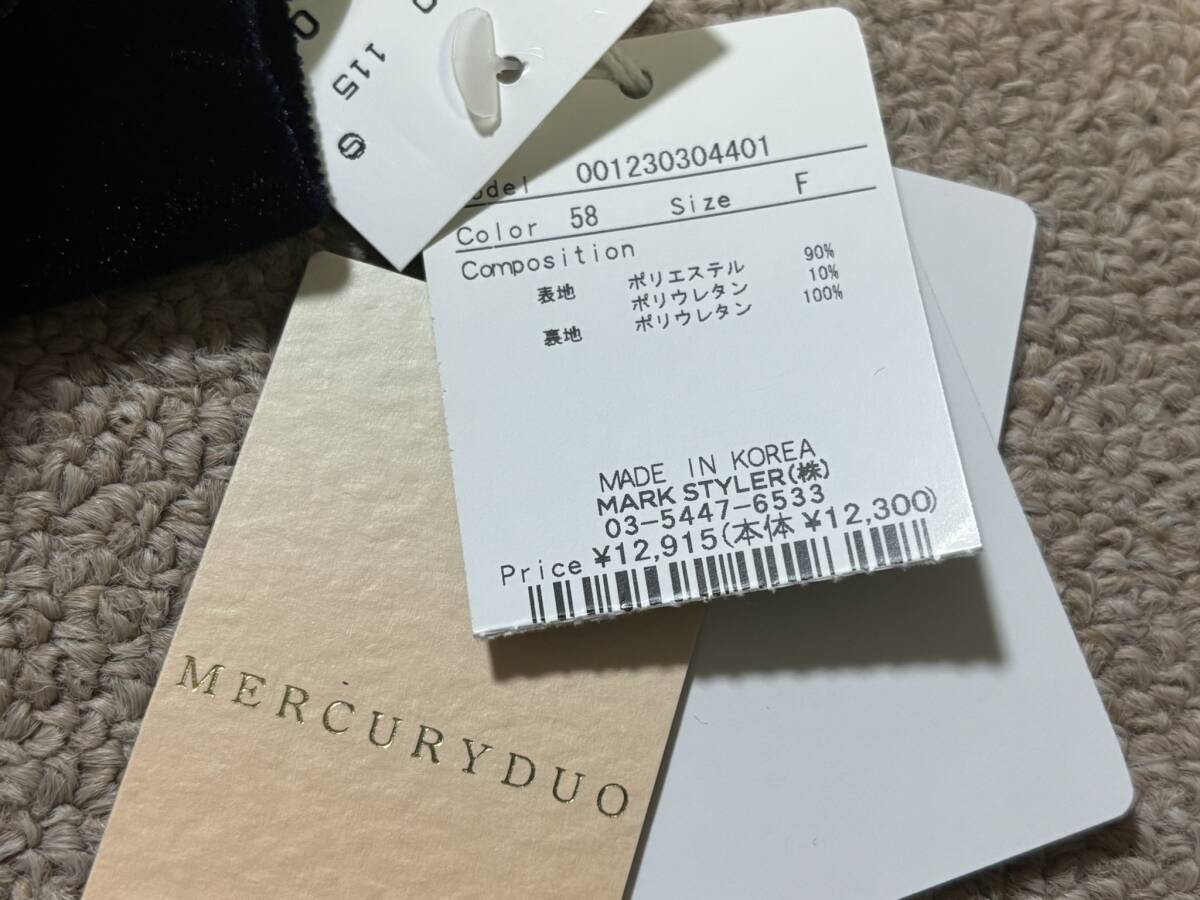 115
001230304401
Color 58 Size F
Composition
表地 ポリエステル 90%
ポリウレタン 10%
裏地 ポリウレタン 100%
MADE IN KOREA
MARK STYLER(株)
03-5447-6533
Price ¥12,915(本体 ¥12,300)
MERCURYDUO